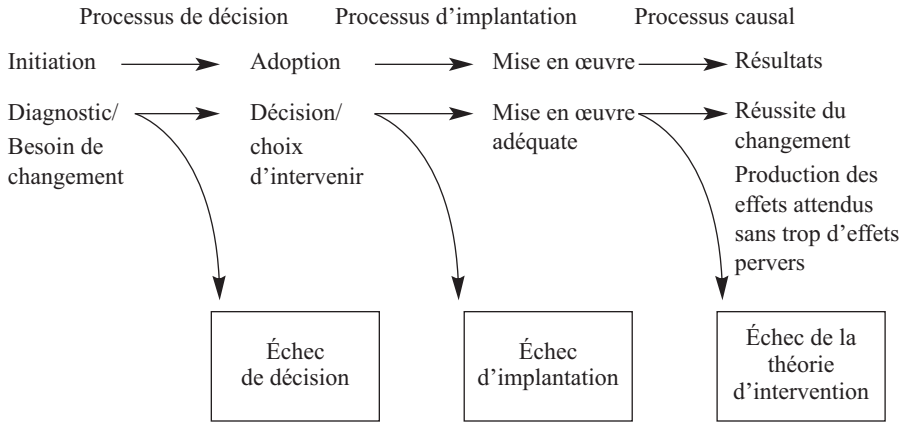 Processus de décision Processus d’implantation Processus causal
Initiation Adoption Mise en œuvre Résultats
Diagnostic/
Besoin de
changement
Décision/
choix
d’intervenir
Mise en œuvre
adéquate
Réussite du
changement
Production des
effets attendus
sans trop d’effets
pervers
Échec
de décision
Échec
d’implantation
Échec de la
théorie
d’intervention